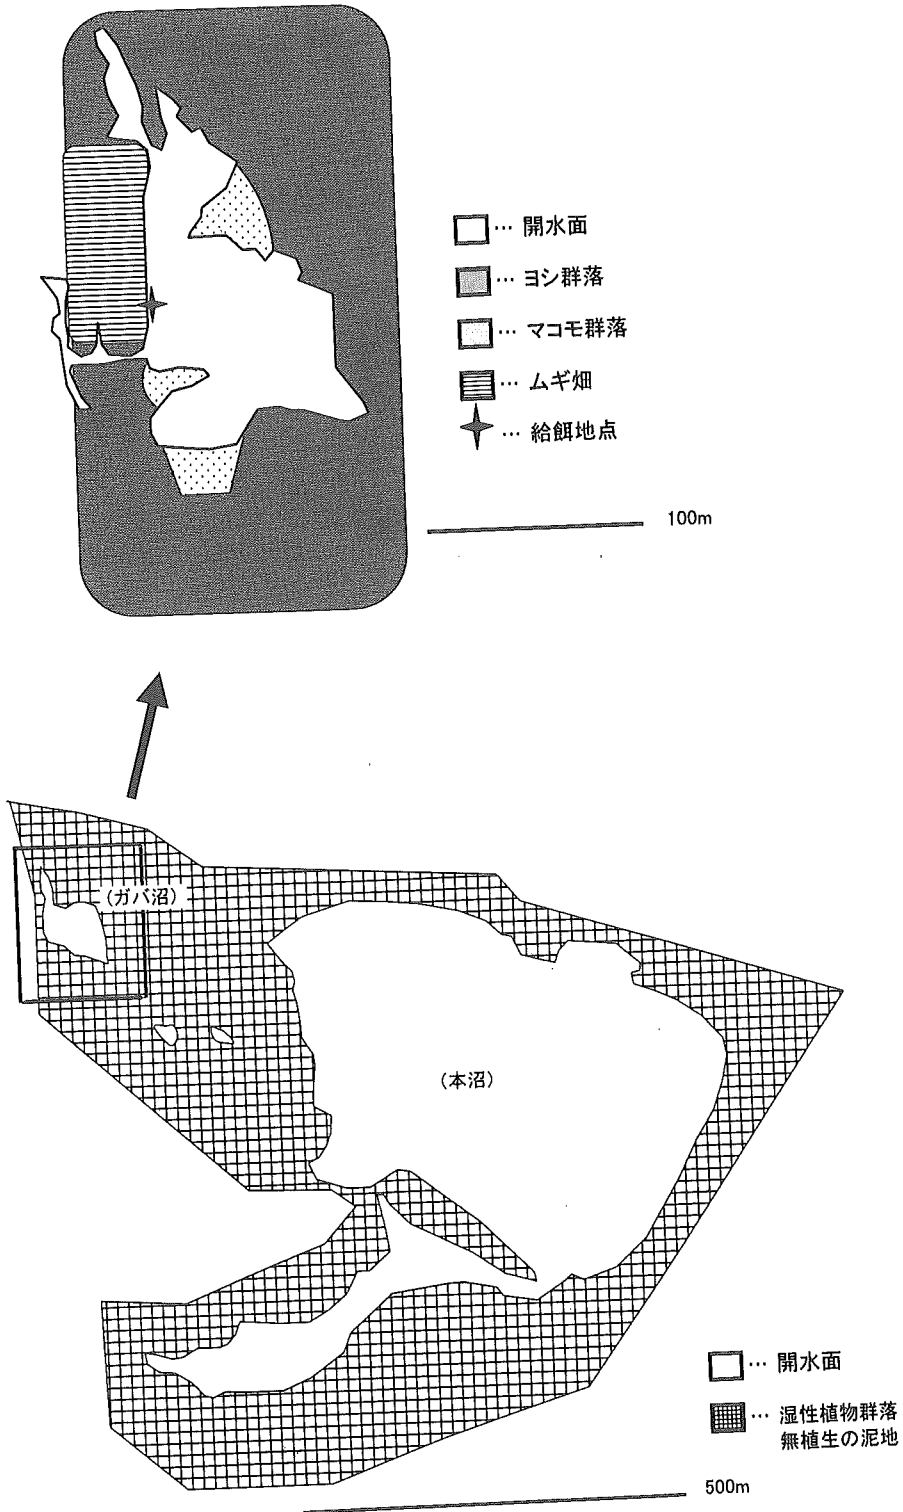 … 開水面
… ヨシ群落
… マコモ群落
… ムギ畑
… 給餌地点
100m
(ガバ沼)
(本沼)
… 開水面
… 湿性植物群落
無植生の泥地
500m